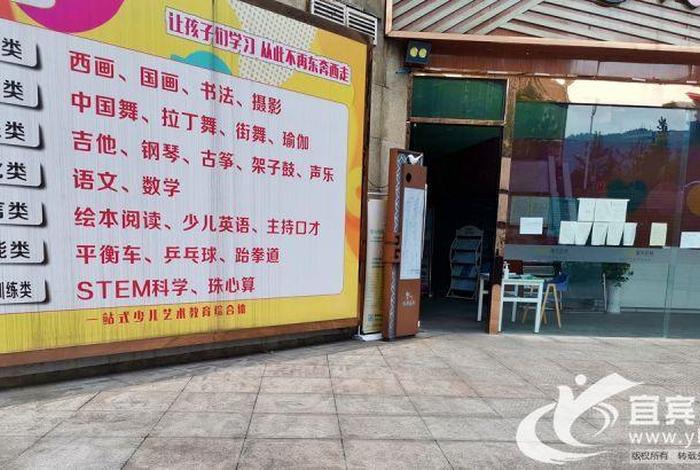 让孩子们学习 从此不再东奔西走
类 西画、国画、书法、摄影
类 中国舞、拉丁舞、街舞、瑜伽
类 吉他、钢琴、古筝、架子鼓、声乐
类 语文、数学
言类 绘本阅读、少儿英语、主持口才
能类 平衡车、乒乓球、跆拳道
训练类 STEM科学、珠心算
一站式少儿艺术教育综合体
宜宾
www.y
版权所有 转载